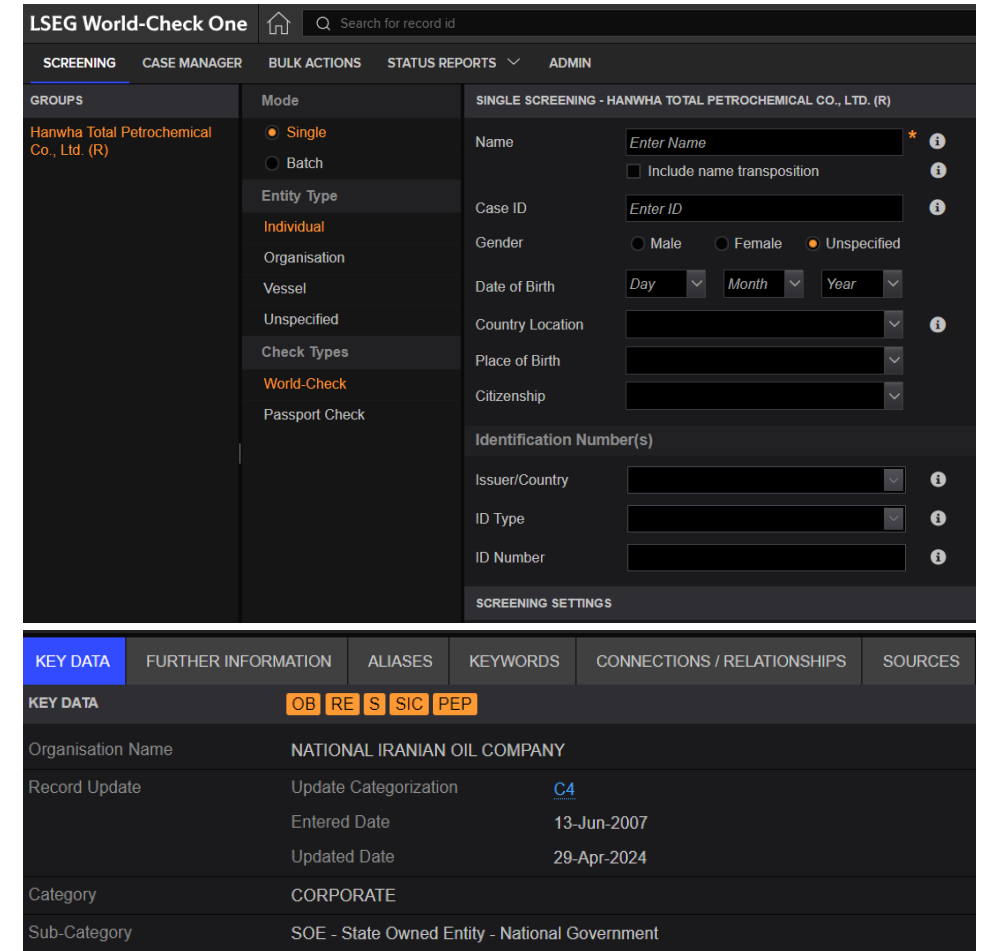 LSEG World-Check One
Search for record id
SCREENING CASE MANAGER BULK ACTIONS STATUS REPORTS ADMIN
GROUPS
Hanwha Total Petrochemical
Co., Ltd. (R)
Mode
Single
Batch
Entity Type
Individual
Organisation
Vessel
Unspecified
Check Types
World-Check
Passport Check
SINGLE SCREENING - HANWHA TOTAL PETROCHEMICAL CO., LTD. (R)
Name Enter Name *
Include name transposition
Case ID Enter ID
Gender Male Female Unspecified
Date of Birth Day Month Year
Country Location
Place of Birth
Citizenship
Identification Number(s)
Issuer/Country
ID Type
ID Number
SCREENING SETTINGS
KEY DATA FURTHER INFORMATION ALIASES KEYWORDS CONNECTIONS / RELATIONSHIPS SOURCES
KEY DATA OB RE S SIC PEP
Organisation Name NATIONAL IRANIAN OIL COMPANY
Record Update Update Categorization C4
Entered Date 13-Jun-2007
Updated Date 29-Apr-2024
Category CORPORATE
Sub-Category SOE - State Owned Entity - National Government